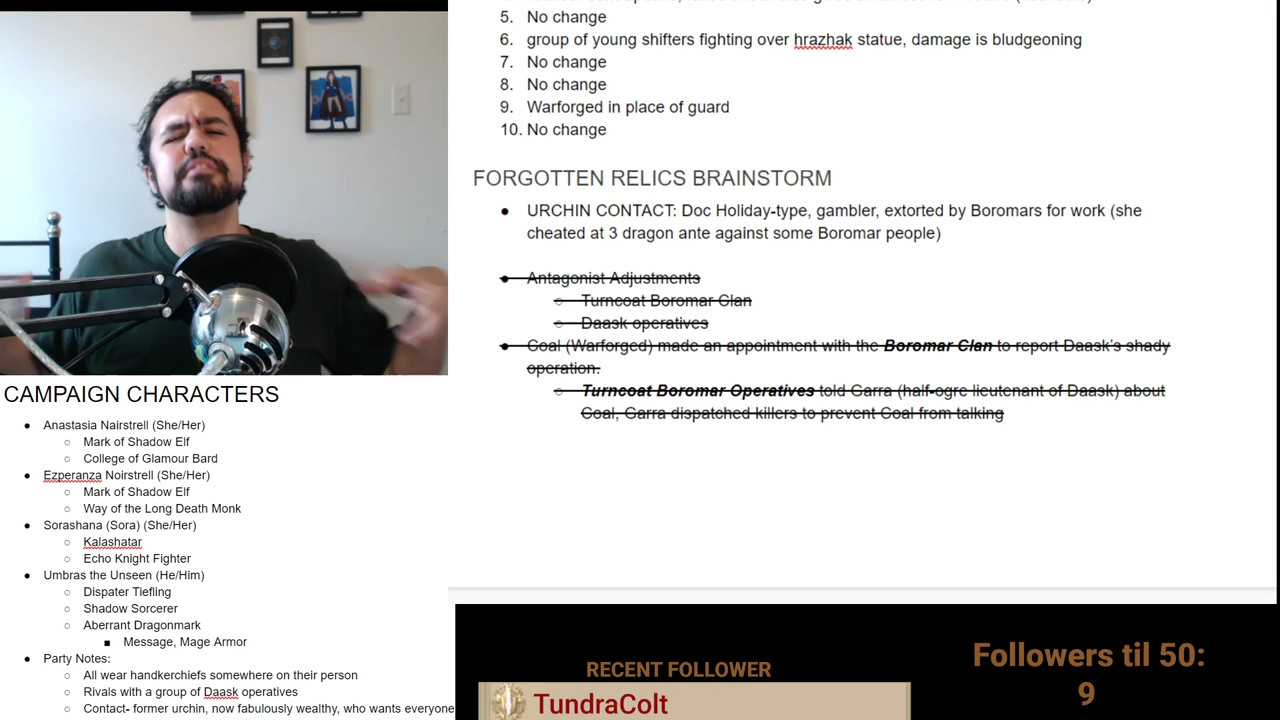 5. No change
6. group of young shifters fighting over hrazhak statue, damage is bludgeoning
7. No change
8. No change
9. Warforged in place of guard
10. No change
FORGOTTEN RELICS BRAINSTORM
● URCHIN CONTACT: Doc Holiday-type, gambler, extorted by Boromars for work (she
cheated at 3 dragon ante against some Boromar people)
● Antagonist Adjustments
○ Turncoat Boromar Clan
○ Daask operatives
● Coal (Warforged) made an appointment with the Boromar Clan to report Daask's shady
operation.
○ Turncoat Boromar Operatives told Garra (half-ogre lieutenant of Daask) about
Coal, Garra dispatched killers to prevent Coal from talking
CAMPAIGN CHARACTERS
● Anastasia Nairstrell (She/Her)
○ Mark of Shadow Elf
○ College of Glamour Bard
● Ezperanza Noirstrell (She/Her)
○ Mark of Shadow Elf
○ Way of the Long Death Monk
● Sorashana (Sora) (She/Her)
○ Kalashatar
○ Echo Knight Fighter
● Umbras the Unseen (He/Him)
○ Dispater Tiefling
○ Shadow Sorcerer
○ Aberrant Dragonmark
■ Message, Mage Armor
● Party Notes:
○ All wear handkerchiefs somewhere on their person
○ Rivals with a group of Daask operatives
○ Contact- former urchin, now fabulously wealthy, who wants everyone
RECENT FOLLOWER
TundraColt
Followers til 50:
9